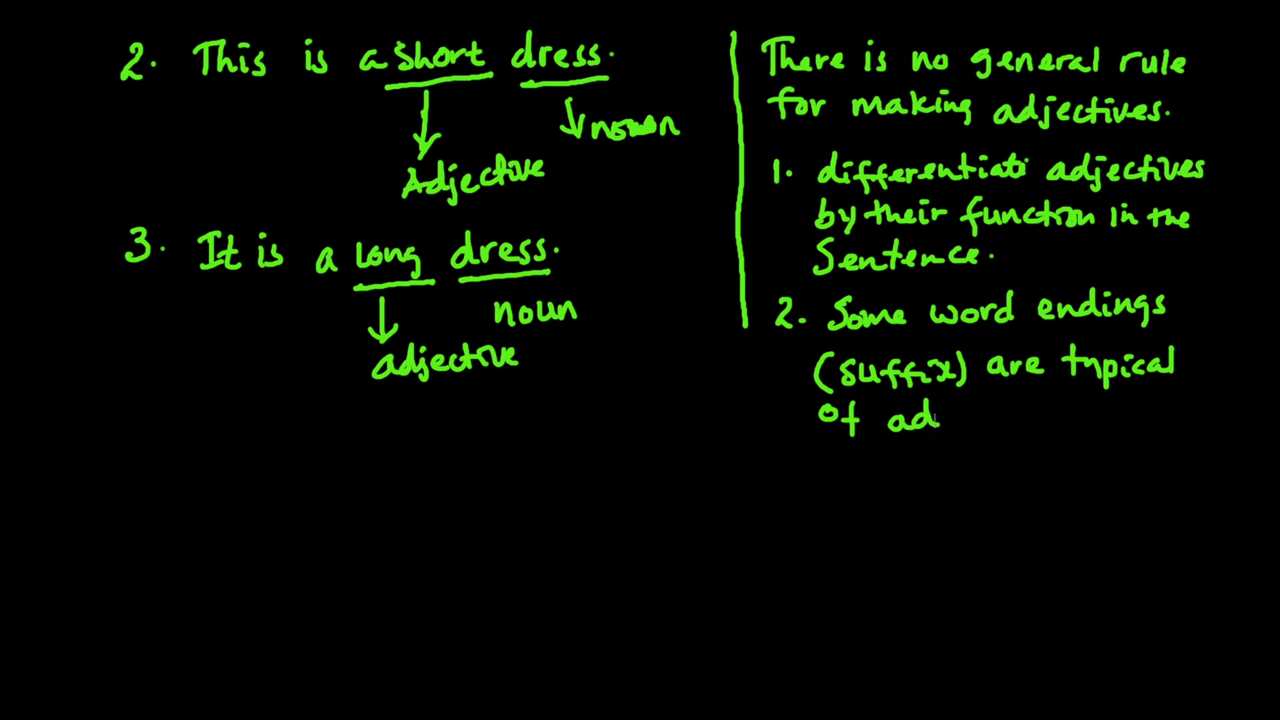 2. This is a short dress.
noun
Adjective
3. It is a long dress.
noun
adjective
There is no general rule
for making adjectives.
1. differentiati adjectives
by their function in the
Sentence.
2. Some word endings
(suffix) are typical
of ad